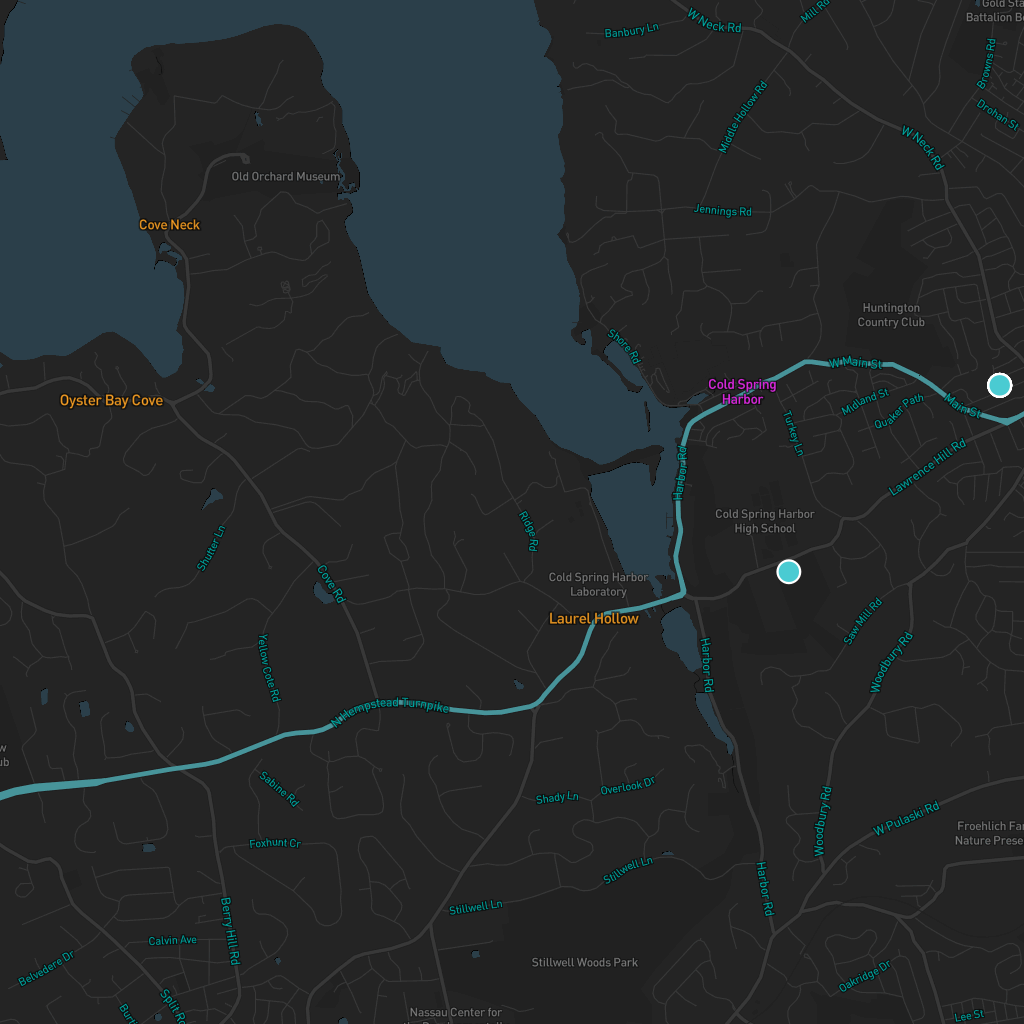 Gold Sta
Battalion B
Mill Rd
W Neck Rd
Banbury Ln
Browns Rd
Middle Hollow Rd
Drohan St
W Neck Rd
Old Orchard Museum
Jennings Rd
Cove Neck
Huntington
Country Club
Shore Rd
W Main St
Cold Spring
Harbor
Oyster Bay Cove
Midland St
Quaker Path
Main St
Turkey Ln
Lawrence Hill Rd
Harbor Rd
Cold Spring Harbor
High School
Ridge Rd
Shutter Ln
Cove Rd
Cold Spring Harbor
Laboratory
Laurel Hollow
Saw Mill Rd
Yellow Cote Rd
Harbor Rd
Woodbury Rd
N Hempstead Turnpike
w
ub
Sabine Rd
Shady Ln
Overlook Dr
Woodbury Rd
W Pulaski Rd
Froehlich Far
Nature Prese
Foxhunt Cr
Stillwell Ln
Harbor Rd
Stillwell Ln
Berry Hill Rd
Calvin Ave
Belvedere Dr
Stillwell Woods Park
Oakridge Dr
Split Ro
Burt
Nassau Center for
Lee St